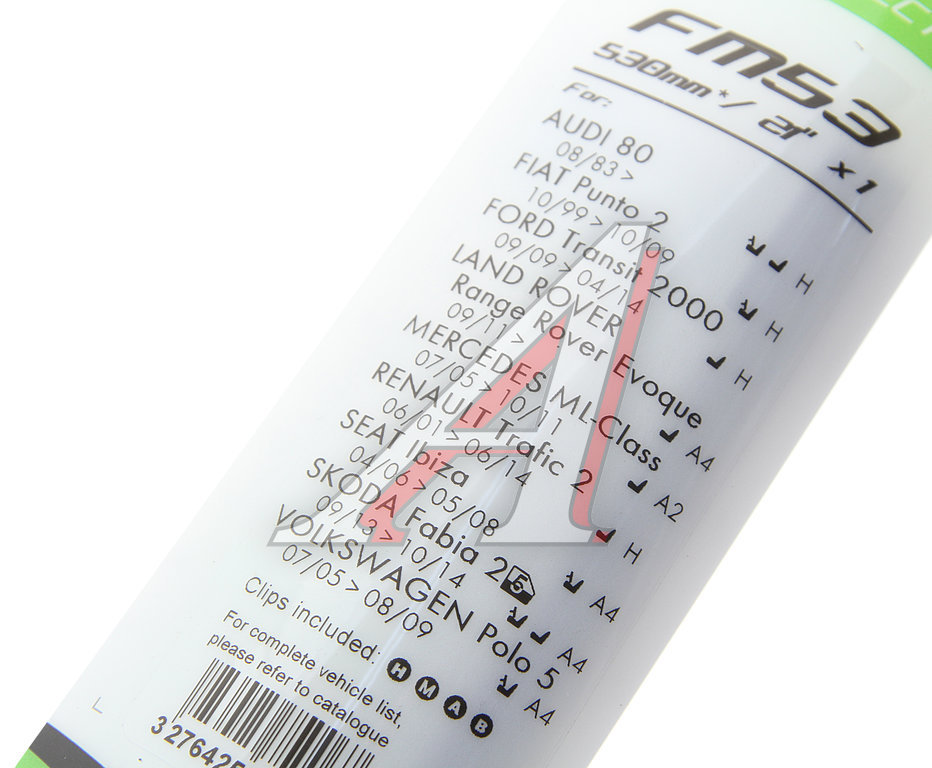 FM53
530mm*/ 21" x1
For:
AUDI 80
08/83 > H
FIAT Punto 2
10/99 > 10/09 H
FORD Transit 2000
09/09 > 04/14 H
LAND ROVER
Range Rover Evoque
09/11 > A4
MERCEDES ML Class
07/05 > 10/11 A2
RENAULT Trafic 2
06/01 > 06/14 H
SEAT Ibiza
04/06 > 05/08 A4
SKODA Fabia 2 5
09/13 > 10/14 A4
VOLKSWAGEN Polo 5
07/05 > 08/09 A4
Clips included: H M A B
For complete vehicle list,
please refer to catalogue
3 276425
A